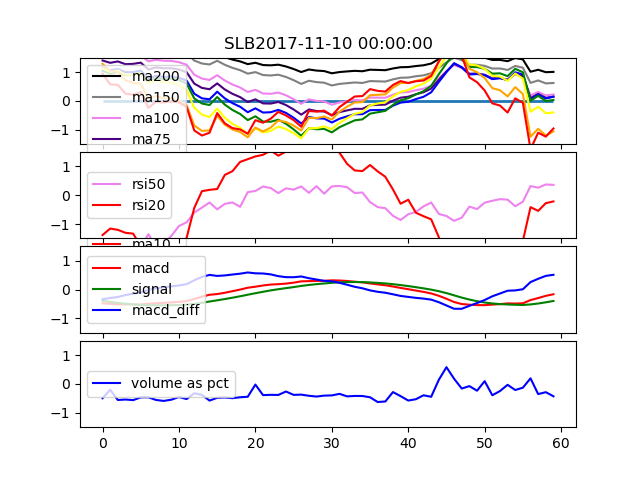 SLB2017-11-10 00:00:00
1
0
−1
ma200
ma150
ma100
ma75
ma10
1
0
−1
rsi50
rsi20
1
0
−1
macd
signal
macd_diff
1
0
−1
volume as pct
0 10 20 30 40 50 60